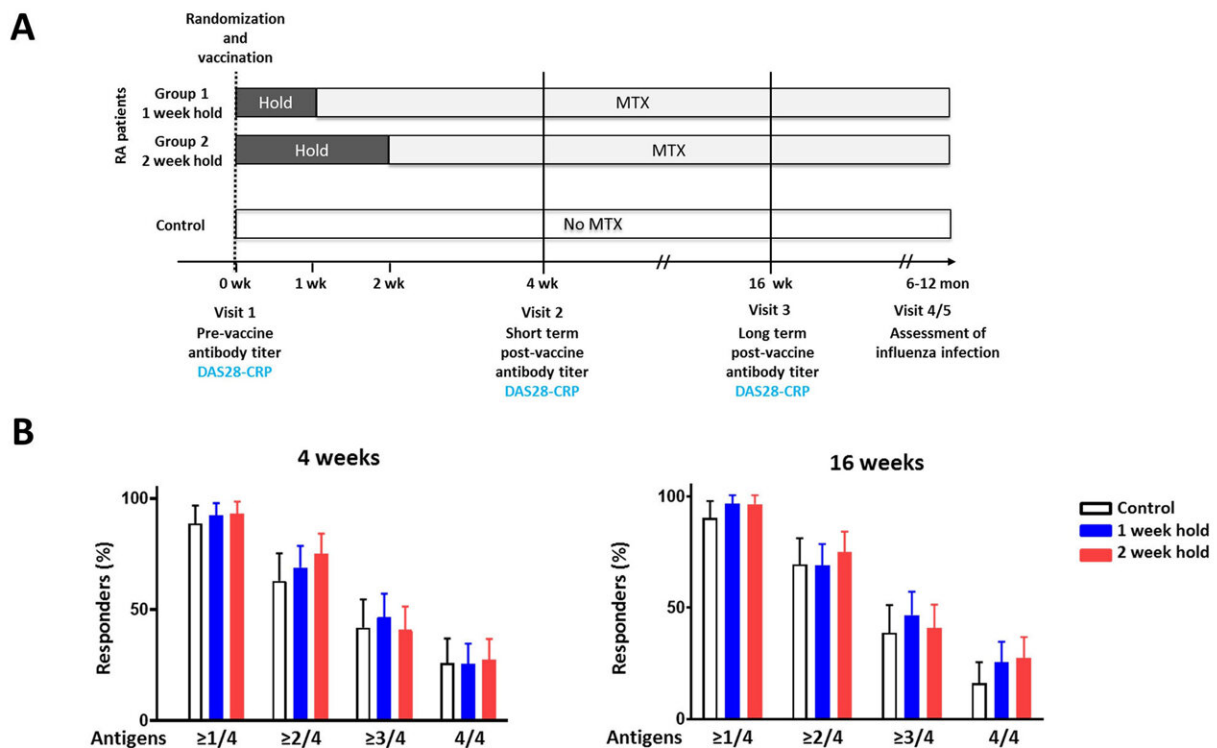 A
Randomization
and
vaccination
RA patients
Group 1
1 week hold
Hold
MTX
Group 2
2 week hold
Hold
MTX
Control
No MTX
//
//
0 wk
1 wk
2 wk
4 wk
16 wk
6-12 mon
Visit 1
Pre-vaccine
antibody titer
DAS28-CRP
Visit 2
Short term
post-vaccine
antibody titer
DAS28-CRP
Visit 3
Long term
post-vaccine
antibody titer
DAS28-CRP
Visit 4/5
Assessment of
influenza infection
B
4 weeks
Responders (%)
100
50
0
Antigens ≥1/4 ≥2/4 ≥3/4 4/4
16 weeks
Responders (%)
100
50
0
Antigens ≥1/4 ≥2/4 ≥3/4 4/4
Control
1 week hold
2 week hold